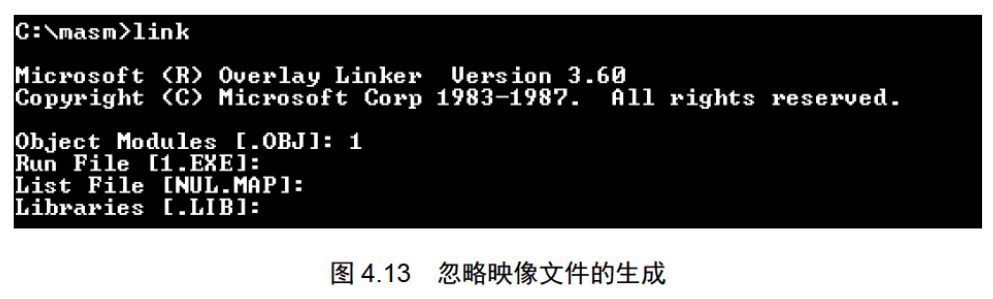 C:\masm>link
Microsoft (R) Overlay Linker  Version 3.60
Copyright (C) Microsoft Corp 1983-1987.  All rights reserved.
Object Modules [.OBJ]: 1
Run File [1.EXE]:
List File [NUL.MAP]:
Libraries [.LIB]:
图 4.13　忽略映像文件的生成